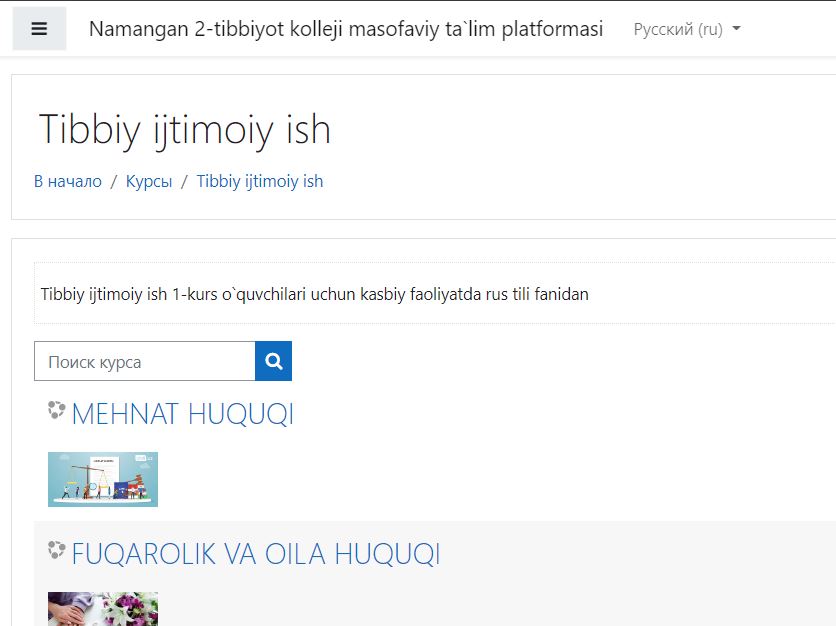 Namangan 2-tibbiyot kolleji masofaviy ta`lim platformasi Русский (ru)
Tibbiy ijtimoiy ish
В начало / Курсы / Tibbiy ijtimoiy ish
Tibbiy ijtimoiy ish 1-kurs o`quvchilari uchun kasbiy faoliyatda rus tili fanidan
Поиск курса
MEHNAT HUQUQI
FUQAROLIK VA OILA HUQUQI